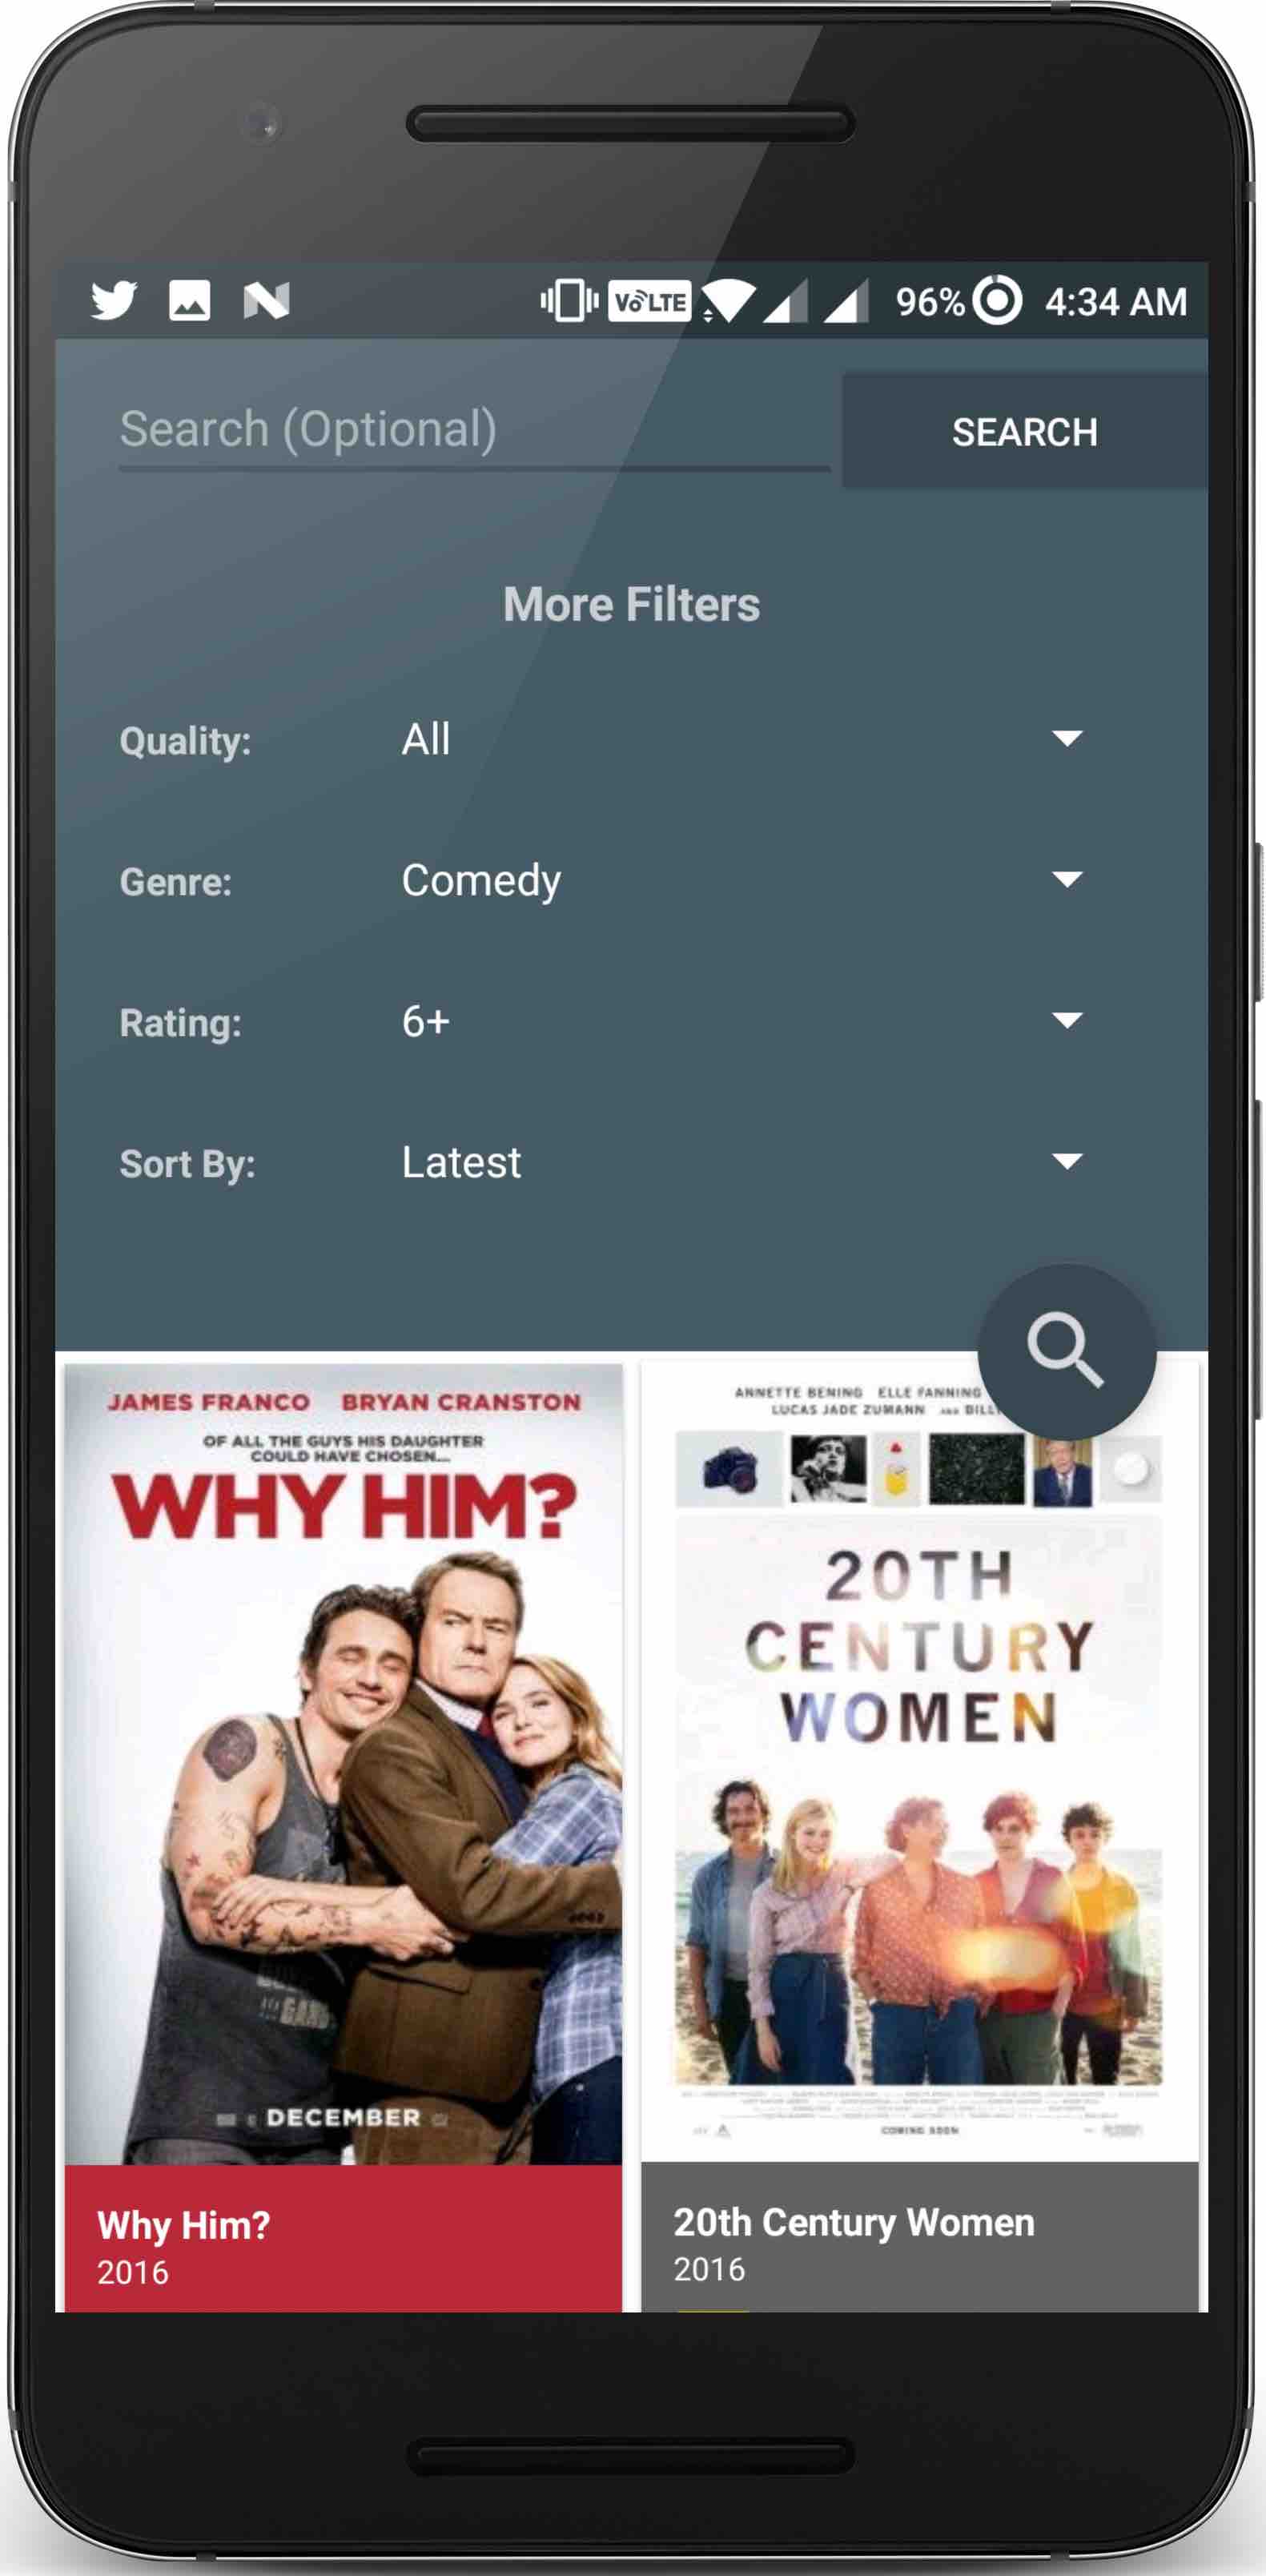 VoLTE 96% 4:34 AM
Search (Optional)
SEARCH
More Filters
Quality: All
Genre: Comedy
Rating: 6+
Sort By: Latest
JAMES FRANCO BRYAN CRANSTON
OF ALL THE GUYS HIS DAUGHTER
COULD HAVE CHOSEN...
WHY HIM?
DECEMBER
Why Him?
2016
ANNETTE BENING ELLE FANNING
LUCAS JADE ZUMANN AND BILL
20TH
CENTURY
WOMEN
COMING SOON
20th Century Women
2016